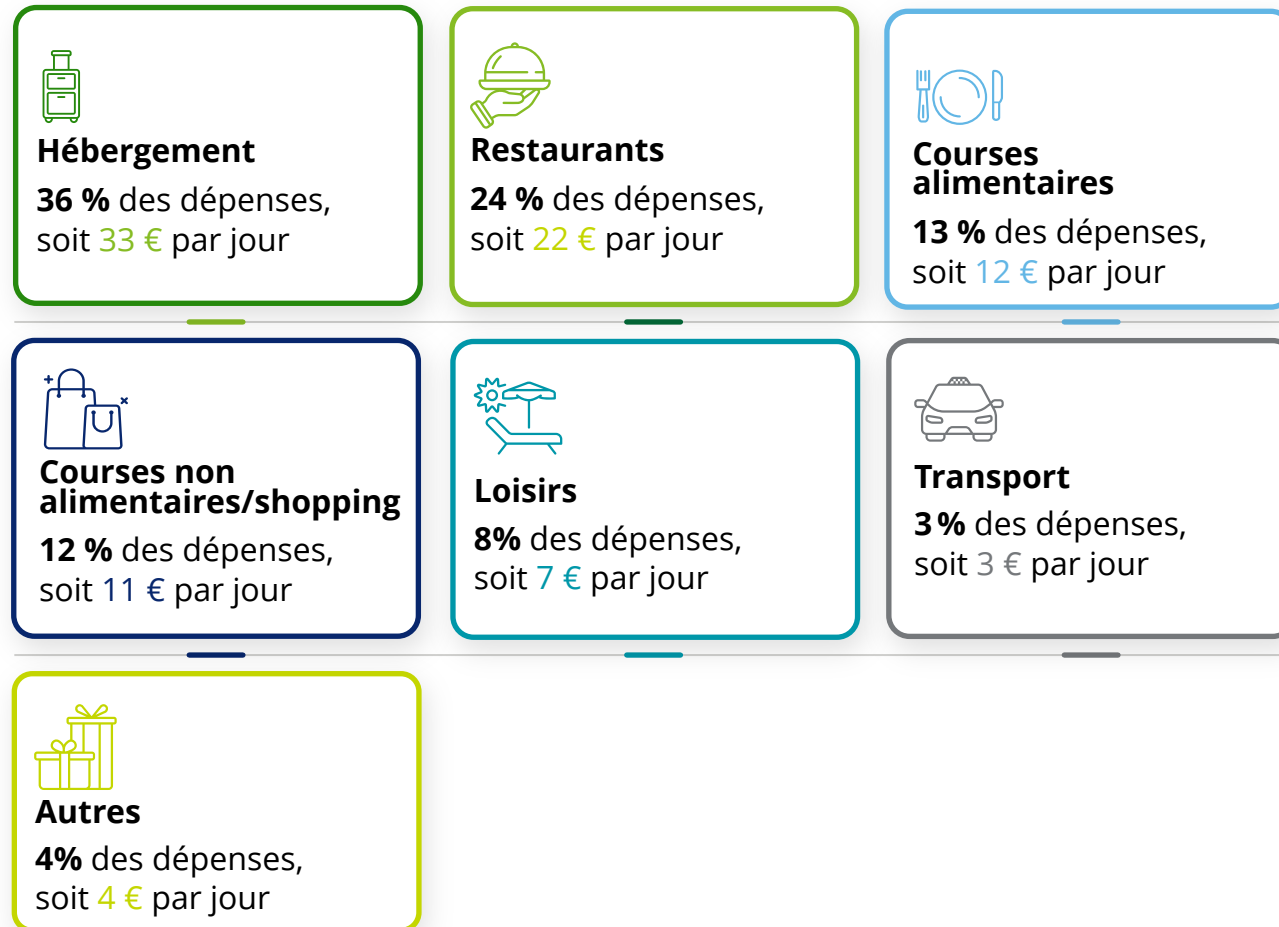 Hébergement
36 % des dépenses,
soit 33 € par jour
Restaurants
24 % des dépenses,
soit 22 € par jour
Courses
alimentaires
13 % des dépenses,
soit 12 € par jour
Courses non
alimentaires/shopping
12 % des dépenses,
soit 11 € par jour
Loisirs
8% des dépenses,
soit 7 € par jour
Transport
3 % des dépenses,
soit 3 € par jour
Autres
4% des dépenses,
soit 4 € par jour